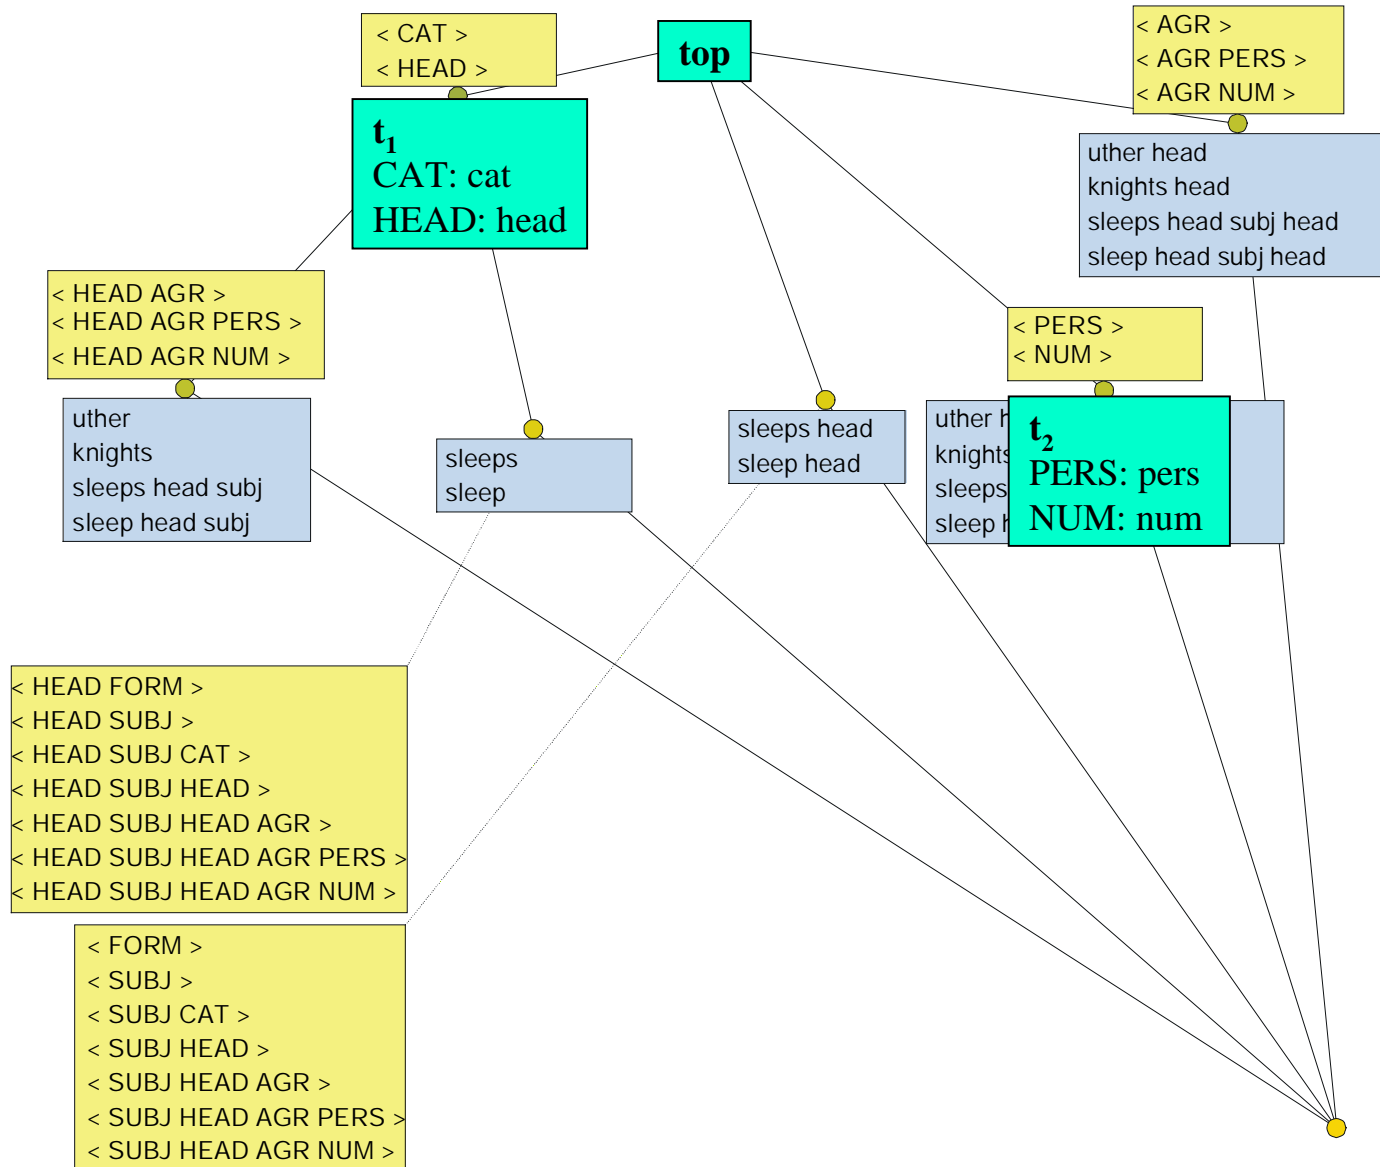 < CAT >
< HEAD >
top
< AGR >
< AGR PERS >
< AGR NUM >
t1
CAT: cat
HEAD: head
uther head
knights head
sleeps head subj head
sleep head subj head
< HEAD AGR >
< HEAD AGR PERS >
< HEAD AGR NUM >
< PERS >
< NUM >
uther
knights
sleeps head subj
sleep head subj
sleeps
sleep
sleeps head
sleep head
uther
knights
sleeps
sleep
t2
PERS: pers
NUM: num
< HEAD FORM >
< HEAD SUBJ >
< HEAD SUBJ CAT >
< HEAD SUBJ HEAD >
< HEAD SUBJ HEAD AGR >
< HEAD SUBJ HEAD AGR PERS >
< HEAD SUBJ HEAD AGR NUM >
< FORM >
< SUBJ >
< SUBJ CAT >
< SUBJ HEAD >
< SUBJ HEAD AGR >
< SUBJ HEAD AGR PERS >
< SUBJ HEAD AGR NUM >